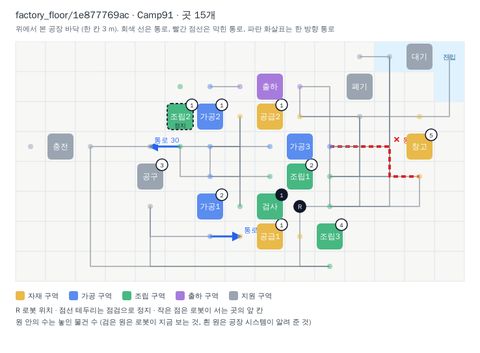 factory_floor/1e877769ac · Camp91 · 곳 15개
위에서 본 공장 바닥 (한 칸 3 m). 회색 선은 통로, 빨간 점선은 막힌 통로, 파란 화살표는 한 방향 통로
대기
전립
폐기
출하
조립2
1
정지
가공2
1
공급2
1
✖
창고
5
통로 30
충전
가공3
1
공구
3
조립1
2
가공1
2
검사
1
R
통로
공급1
1
조립3
4
자재 구역
가공 구역
조립 구역
출하 구역
지원 구역
R 로봇 위치 · 점선 테두리는 점검으로 정지 · 작은 점은 로봇이 서는 곳의 앞 칸
원 안의 수는 놓인 물건 수 (검은 원은 로봇이 지금 보는 것, 흰 원은 공장 시스템이 알려 준 것)